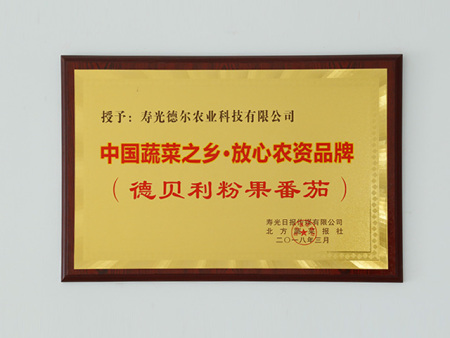 授予：寿光德尔农业科技有限公司
中国蔬菜之乡·放心农资品牌
（德贝利粉果番茄）
寿光日报传媒有限公司
北方蔬菜报社
二〇一八年三月